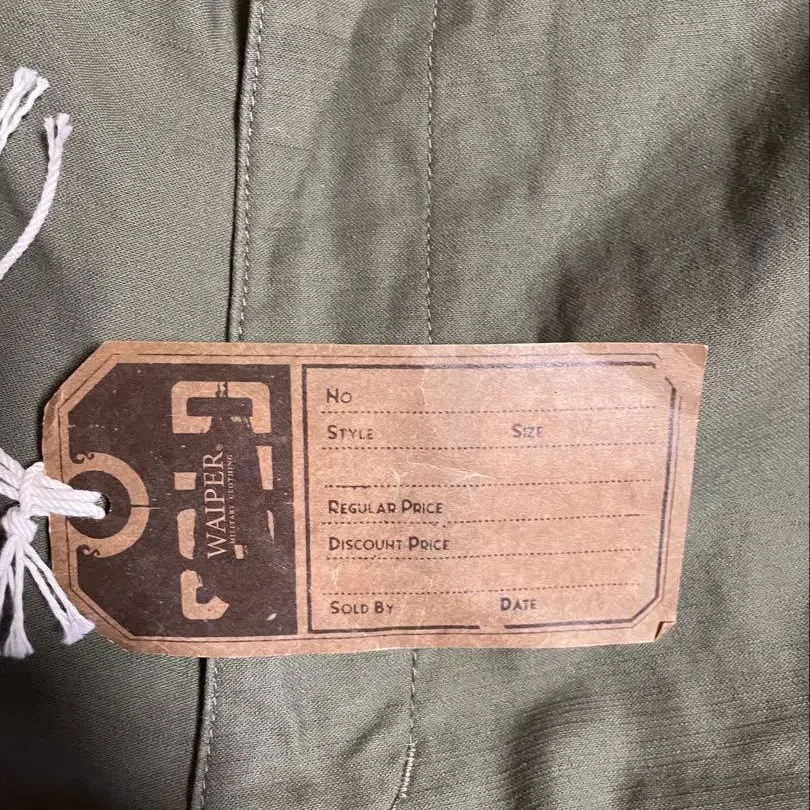 WAIPER®
MILITARY CLOTHING
NO
STYLE SIZE
REGULAR PRICE
DISCOUNT PRICE
SOLD BY DATE